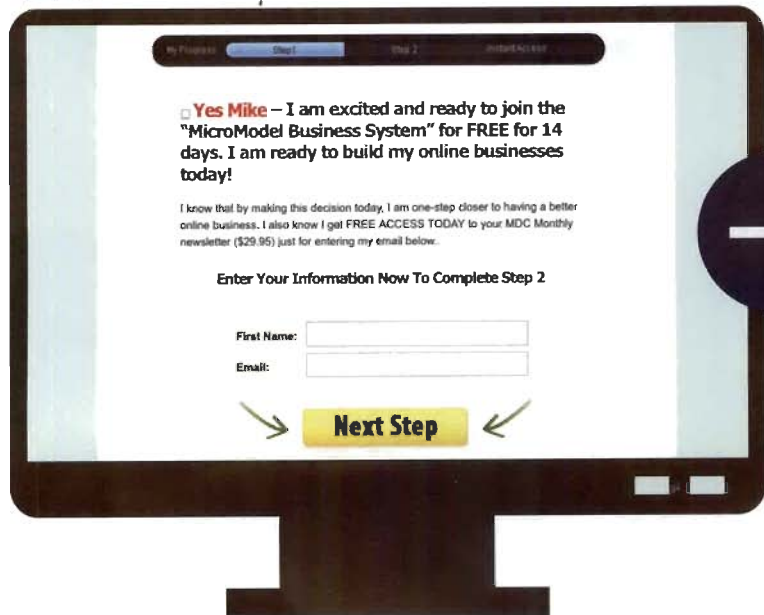 My Progress Step 1 Step 2 Instant Access
Yes Mike – I am excited and ready to join the
"MicroModel Business System" for FREE for 14
days. I am ready to build my online businesses
today!
I know that by making this decision today, I am one-step closer to having a better
online business. I also know I get FREE ACCESS TODAY to your MDC Monthly
newsletter ($29.95) just for entering my email below.
Enter Your Information Now To Complete Step 2
First Name:
Email:
Next Step